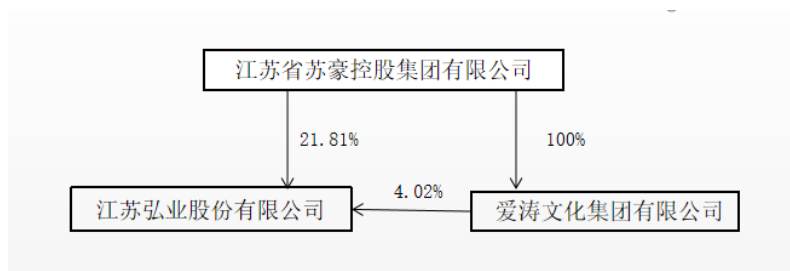 江苏省苏豪控股集团有限公司
21.81%
100%
4.02%
江苏弘业股份有限公司
爱涛文化集团有限公司